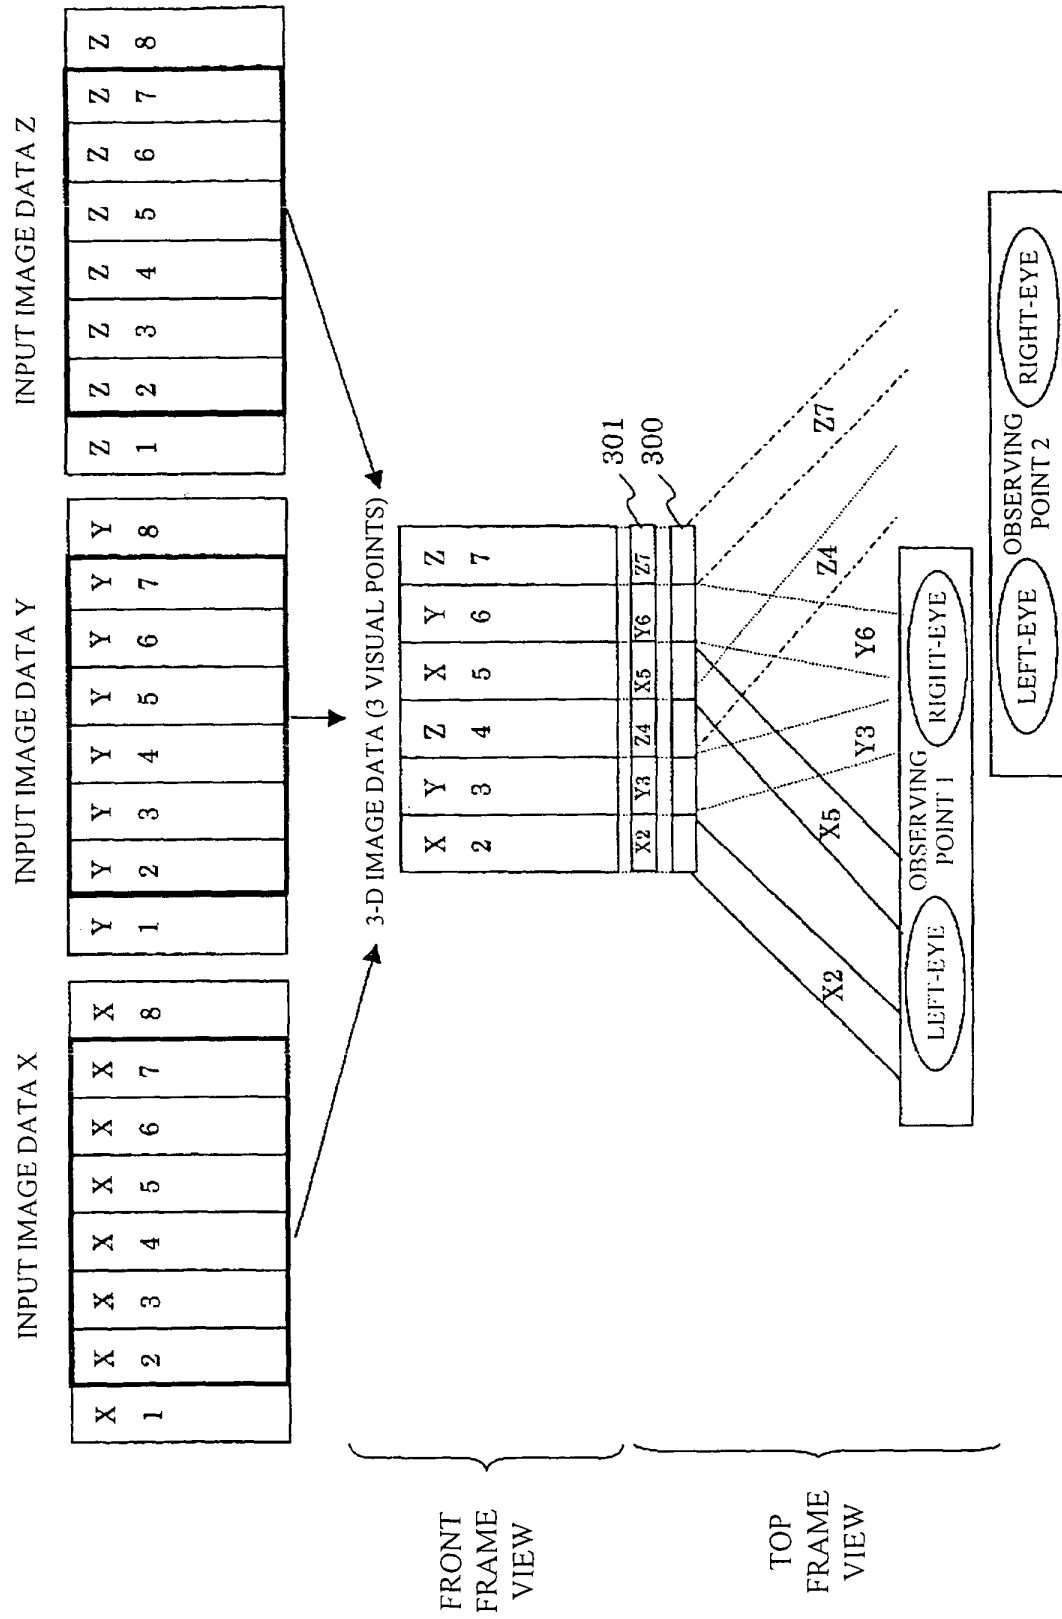 INPUT IMAGE DATA X
INPUT IMAGE DATA Y
INPUT IMAGE DATA Z
X X X X X X X X
1 2 3 4 5 6 7 8
Y Y Y Y Y Y Y Y
1 2 3 4 5 6 7 8
Z Z Z Z Z Z Z Z
1 2 3 4 5 6 7 8
3-D IMAGE DATA (3 VISUAL POINTS)
FRONT
FRAME
VIEW
X Y Z X Y Z
2 3 4 5 6 7
TOP
FRAME
VIEW
X2 Y3 Z4 X5 Y6 Z7
301
300
X2
X5
Y3
Y6
Z4
Z7
LEFT-EYE
OBSERVING
POINT 1
RIGHT-EYE
LEFT-EYE
OBSERVING
POINT 2
RIGHT-EYE